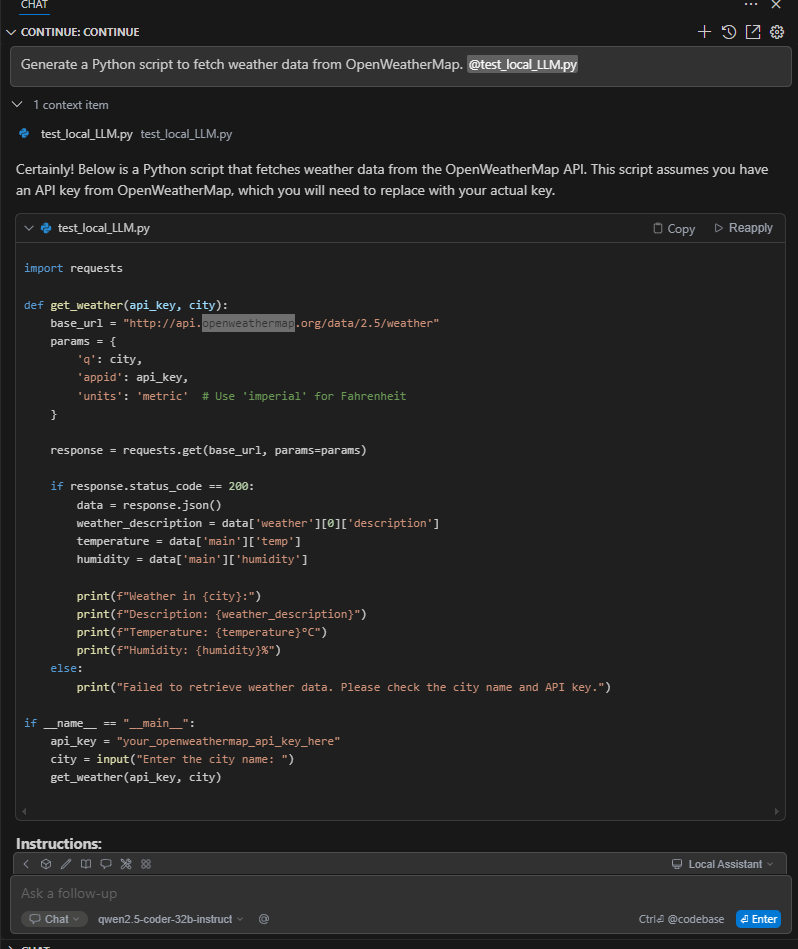 CHAT
CONTINUE: CONTINUE
Generate a Python script to fetch weather data from OpenWeatherMap. @test_local_LLM.py
1 context item
test_local_LLM.py test_local_LLM.py
Certainly! Below is a Python script that fetches weather data from the OpenWeatherMap API. This script assumes you have
an API key from OpenWeatherMap, which you will need to replace with your actual key.
test_local_LLM.py Copy Reapply
import requests
def get_weather(api_key, city):
    base_url = "http://api.openweathermap.org/data/2.5/weather"
    params = {
        'q': city,
        'appid': api_key,
        'units': 'metric'  # Use 'imperial' for Fahrenheit
    }
    response = requests.get(base_url, params=params)
    if response.status_code == 200:
        data = response.json()
        weather_description = data['weather'][0]['description']
        temperature = data['main']['temp']
        humidity = data['main']['humidity']
        print(f"Weather in {city}:")
        print(f"Description: {weather_description}")
        print(f"Temperature: {temperature}°C")
        print(f"Humidity: {humidity}%")
    else:
        print("Failed to retrieve weather data. Please check the city name and API key.")
if __name__ == "__main__":
    api_key = "your_openweathermap_api_key_here"
    city = input("Enter the city name: ")
    get_weather(api_key, city)
Instructions:
Local Assistant
Ask a follow-up
Chat qwen2.5-coder-32b-instruct @ Ctrl⏎ @codebase ⏎ Enter
CHAT